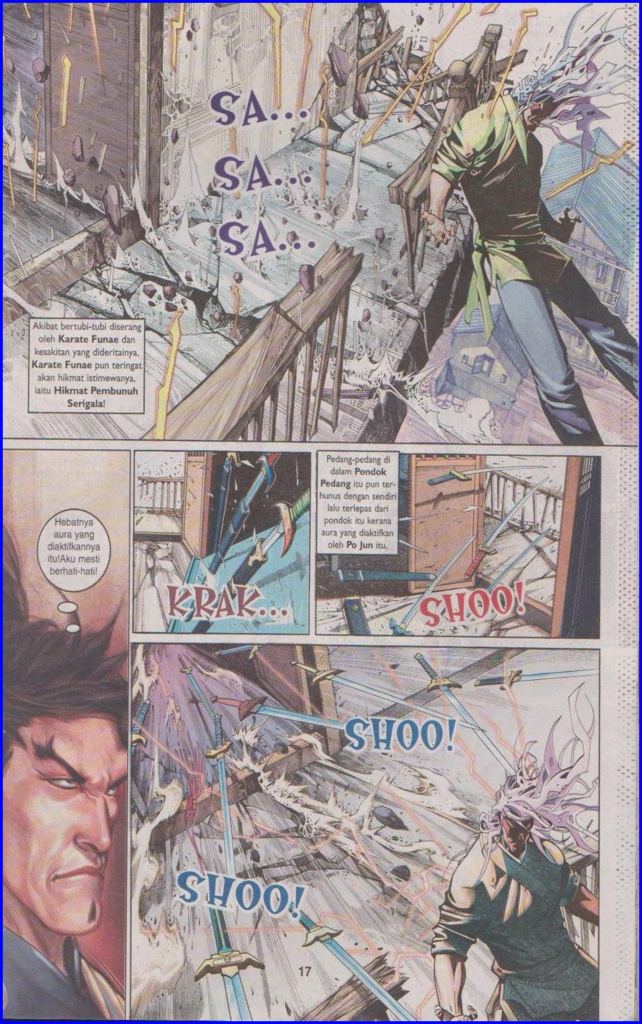 SA...
SA...
SA...
Akibat bertubi-tubi diserang
oleh Karate Funae dan
kesakitan yang dideritainya,
Karate Funae pun teringat
akan hikmat istimewanya,
iaitu Hikmat Pembunuh
Serigala!
Hebatnya
aura yang
diaktifkannya
itu!Aku mesti
berhati-hati!
KRAK...
Pedang-pedang di
dalam Pondok
Pedang itu pun ter-
hunus dengan sendiri
lalu terlepas dari
pondok itu kerana
aura yang diaktifkan
oleh Po Jun itu.
SHOO!
SHOO!
SHOO!
17